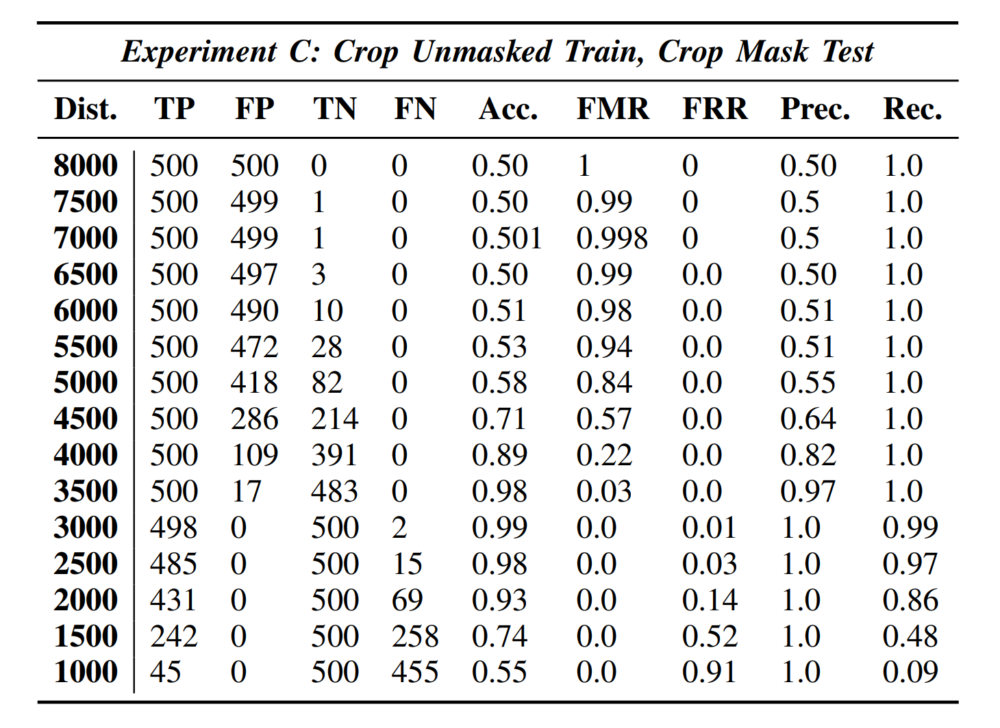 Experiment C: Crop Unmasked Train, Crop Mask Test
Dist. TP FP TN FN Acc. FMR FRR Prec. Rec.
8000 500 500 0 0 0.50 1 0 0.50 1.0
7500 500 499 1 0 0.50 0.99 0 0.5 1.0
7000 500 499 1 0 0.501 0.998 0 0.5 1.0
6500 500 497 3 0 0.50 0.99 0.0 0.50 1.0
6000 500 490 10 0 0.51 0.98 0.0 0.51 1.0
5500 500 472 28 0 0.53 0.94 0.0 0.51 1.0
5000 500 418 82 0 0.58 0.84 0.0 0.55 1.0
4500 500 286 214 0 0.71 0.57 0.0 0.64 1.0
4000 500 109 391 0 0.89 0.22 0.0 0.82 1.0
3500 500 17 483 0 0.98 0.03 0.0 0.97 1.0
3000 498 0 500 2 0.99 0.0 0.01 1.0 0.99
2500 485 0 500 15 0.98 0.0 0.03 1.0 0.97
2000 431 0 500 69 0.93 0.0 0.14 1.0 0.86
1500 242 0 500 258 0.74 0.0 0.52 1.0 0.48
1000 45 0 500 455 0.55 0.0 0.91 1.0 0.09